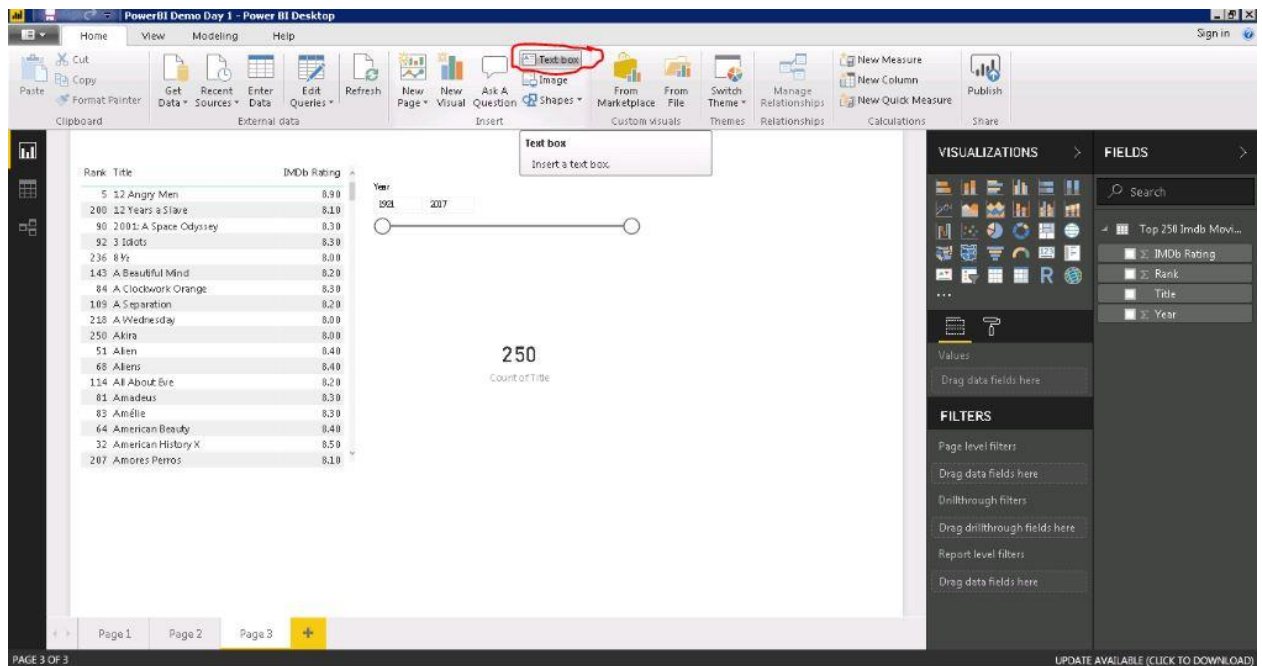 PowerBI Demo Day 1 - Power BI Desktop
Home View Modeling Help Sign in
Paste
Cut
Copy
Format Painter
Clipboard
Get Data
Recent Sources
Enter Data
Edit Queries
Refresh
External data
New Page
New Visual
Ask A Question
Text box
Image
Shapes
Insert
From Marketplace
From File
Custom visuals
Switch Theme
Themes
Manage Relationships
Relationships
New Measure
New Column
New Quick Measure
Calculations
Publish
Share
Text box
Insert a text box.
Rank Title IMDb Rating
5 12 Angry Men 8.90
200 12 Years a Slave 8.10
90 2001: A Space Odyssey 8.30
92 3 Idiots 8.30
236 8½ 8.00
143 A Beautiful Mind 8.20
84 A Clockwork Orange 8.30
109 A Separation 8.20
218 A Wednesday 8.00
250 Akira 8.00
51 Alien 8.40
68 Aliens 8.40
114 All About Eve 8.20
81 Amadeus 8.30
83 Amélie 8.30
64 American Beauty 8.40
32 American History X 8.50
207 Amores Perros 8.10
Year
1921 2017
250
Count of Title
VISUALIZATIONS
R
Values
Drag data fields here
FILTERS
Page level filters
Drag data fields here
Drillthrough filters
Drag drillthrough fields here
Report level filters
Drag data fields here
FIELDS
Search
Top 250 Imdb Movi...
Σ IMDb Rating
Σ Rank
Title
Σ Year
Page 1 Page 2 Page 3
PAGE 3 OF 3 UPDATE AVAILABLE (CLICK TO DOWNLOAD)